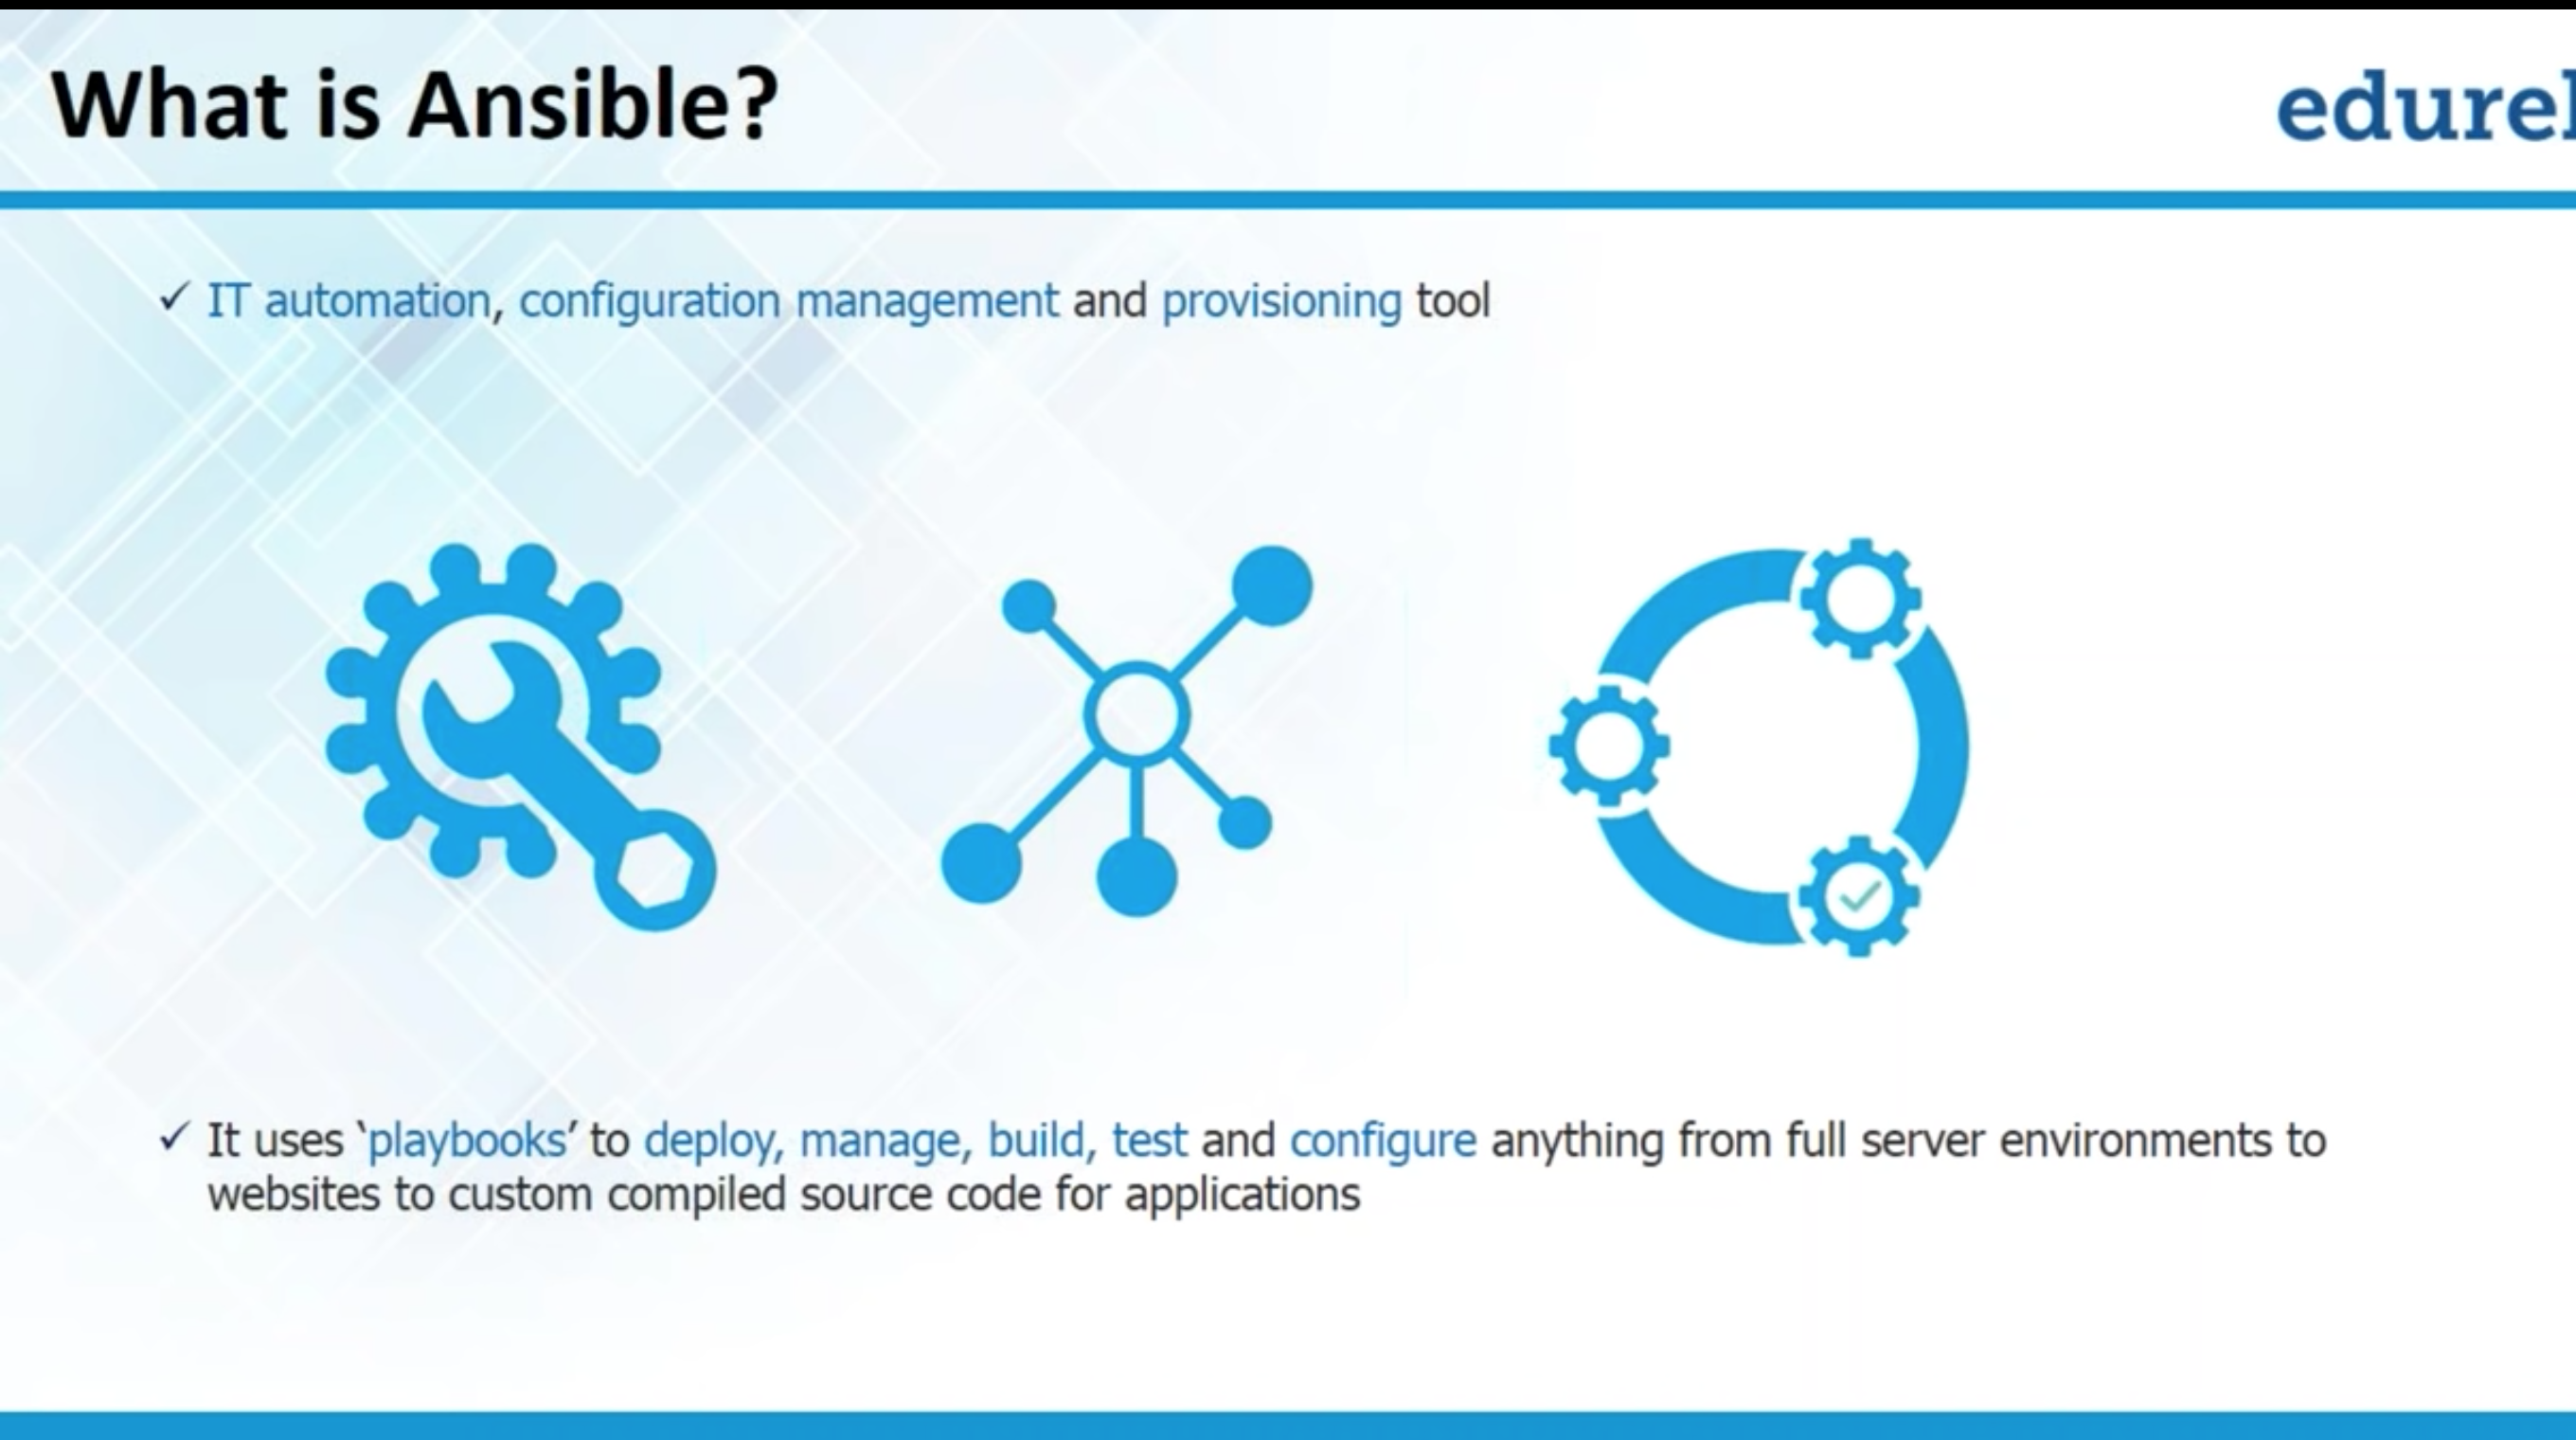 What is Ansible?
edurek
✓ IT automation, configuration management and provisioning tool
✓ It uses ‘playbooks’ to deploy, manage, build, test and configure anything from full server environments to
websites to custom compiled source code for applications